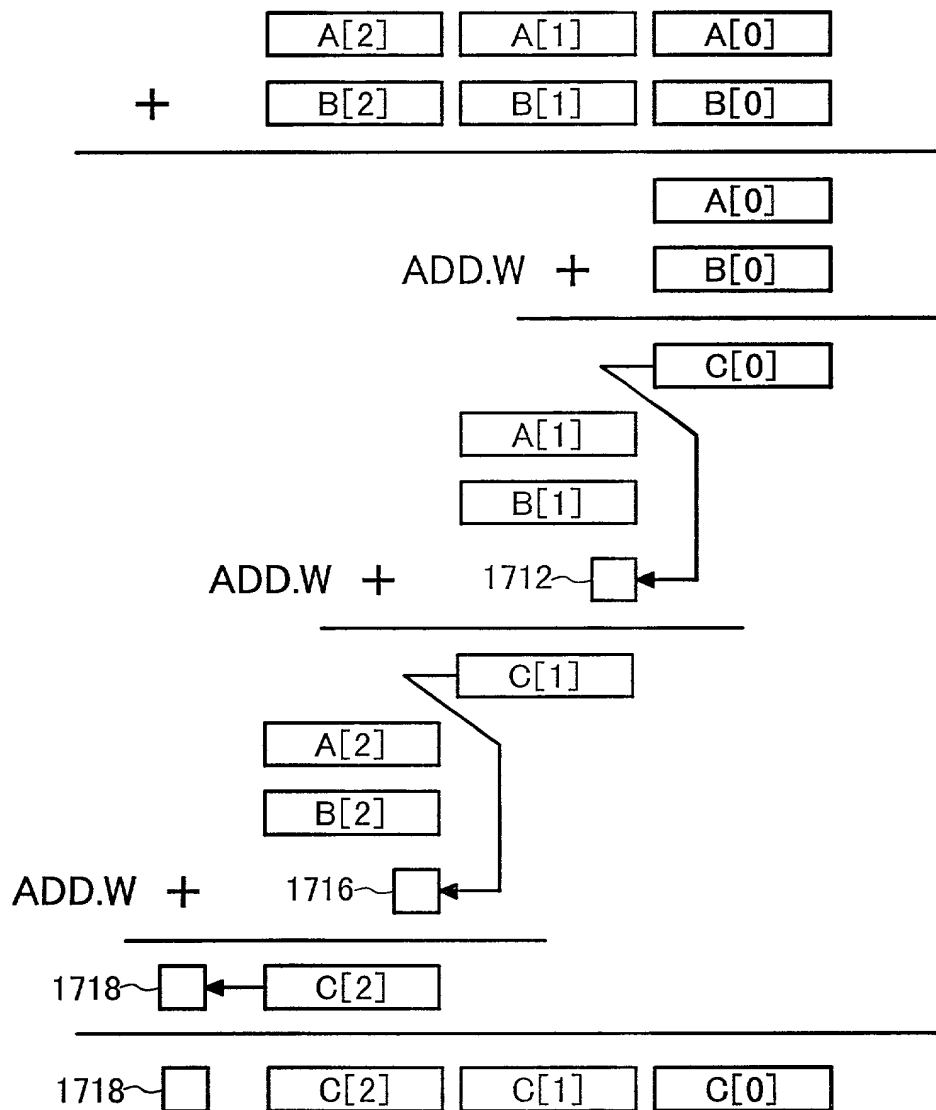 A[2] A[1] A[0]
+ B[2] B[1] B[0]
A[0]
ADD.W + B[0]
C[0]
A[1]
B[1]
ADD.W + 1712
C[1]
A[2]
B[2]
ADD.W + 1716
1718 C[2]
1718 C[2] C[1] C[0]